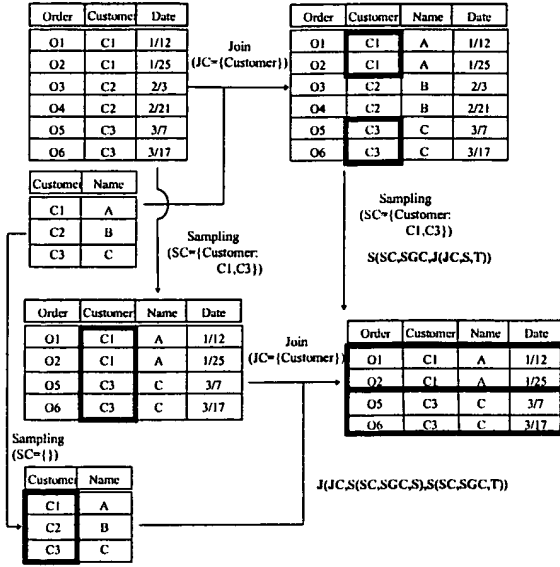 Order Customer Date
O1 C1 1/12
O2 C1 1/25
O3 C2 2/3
O4 C2 2/21
O5 C3 3/7
O6 C3 3/17
Join
(JC={Customer})
Order Customer Name Date
O1 C1 A 1/12
O2 C1 A 1/25
O3 C2 B 2/3
O4 C2 B 2/21
O5 C3 C 3/7
O6 C3 C 3/17
Customer Name
C1 A
C2 B
C3 C
Sampling
(SC={Customer:
C1,C3})
Sampling
(SC={Customer:
C1,C3})
S(SC,SGC,J(JC,S,T))
Order Customer Name Date
O1 C1 A 1/12
O2 C1 A 1/25
O5 C3 C 3/7
O6 C3 C 3/17
Join
(JC={Customer})
Order Customer Name Date
O1 C1 A 1/12
O2 C1 A 1/25
O5 C3 C 3/7
O6 C3 C 3/17
Sampling
(SC={})
Customer Name
C1 A
C2 B
C3 C
J(JC,S(SC,SGC,S),S(SC,SGC,T))